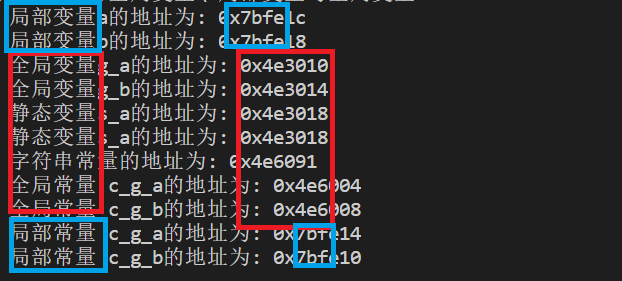 局部变量a的地址为: 0x7bfe1c
局部变量b的地址为: 0x7bfe18
全局变量g_a的地址为: 0x4e3010
全局变量g_b的地址为: 0x4e3014
静态变量s_a的地址为: 0x4e3018
静态变量s_a的地址为: 0x4e3018
字符串常量的地址为: 0x4e6091
全局常量 c_g_a的地址为: 0x4e6004
全局常量 c_g_b的地址为: 0x4e6008
局部常量 c_g_a的地址为: 0x7bfe14
局部常量 c_g_b的地址为: 0x7bfe10